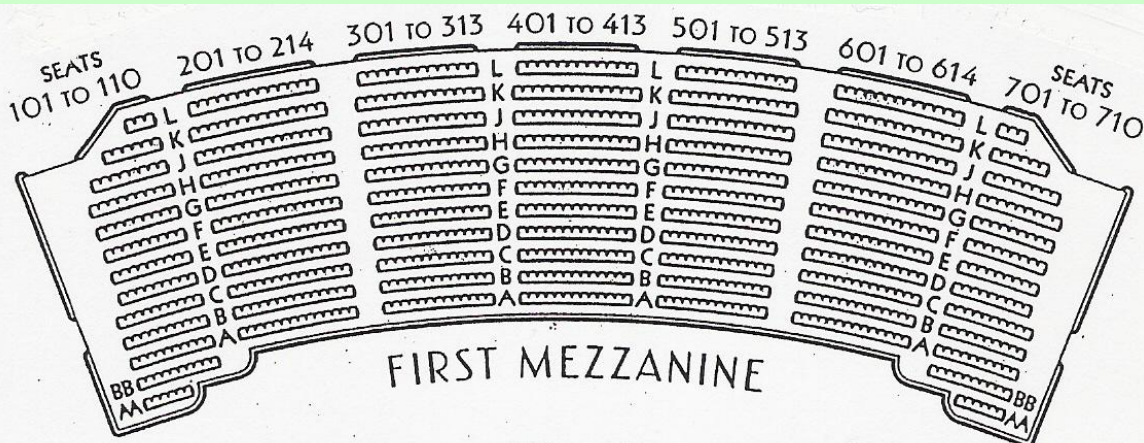 SEATS
101 TO 110
201 TO 214
301 TO 313
401 TO 413
501 TO 513
601 TO 614
SEATS
701 TO 710
L L L L
K K K K
J J J J
H H H H
G G G G
F F F F
E E E E
D D D D
C C C C
B B B B
A A A A
BB BB
AA AA
FIRST MEZZANINE